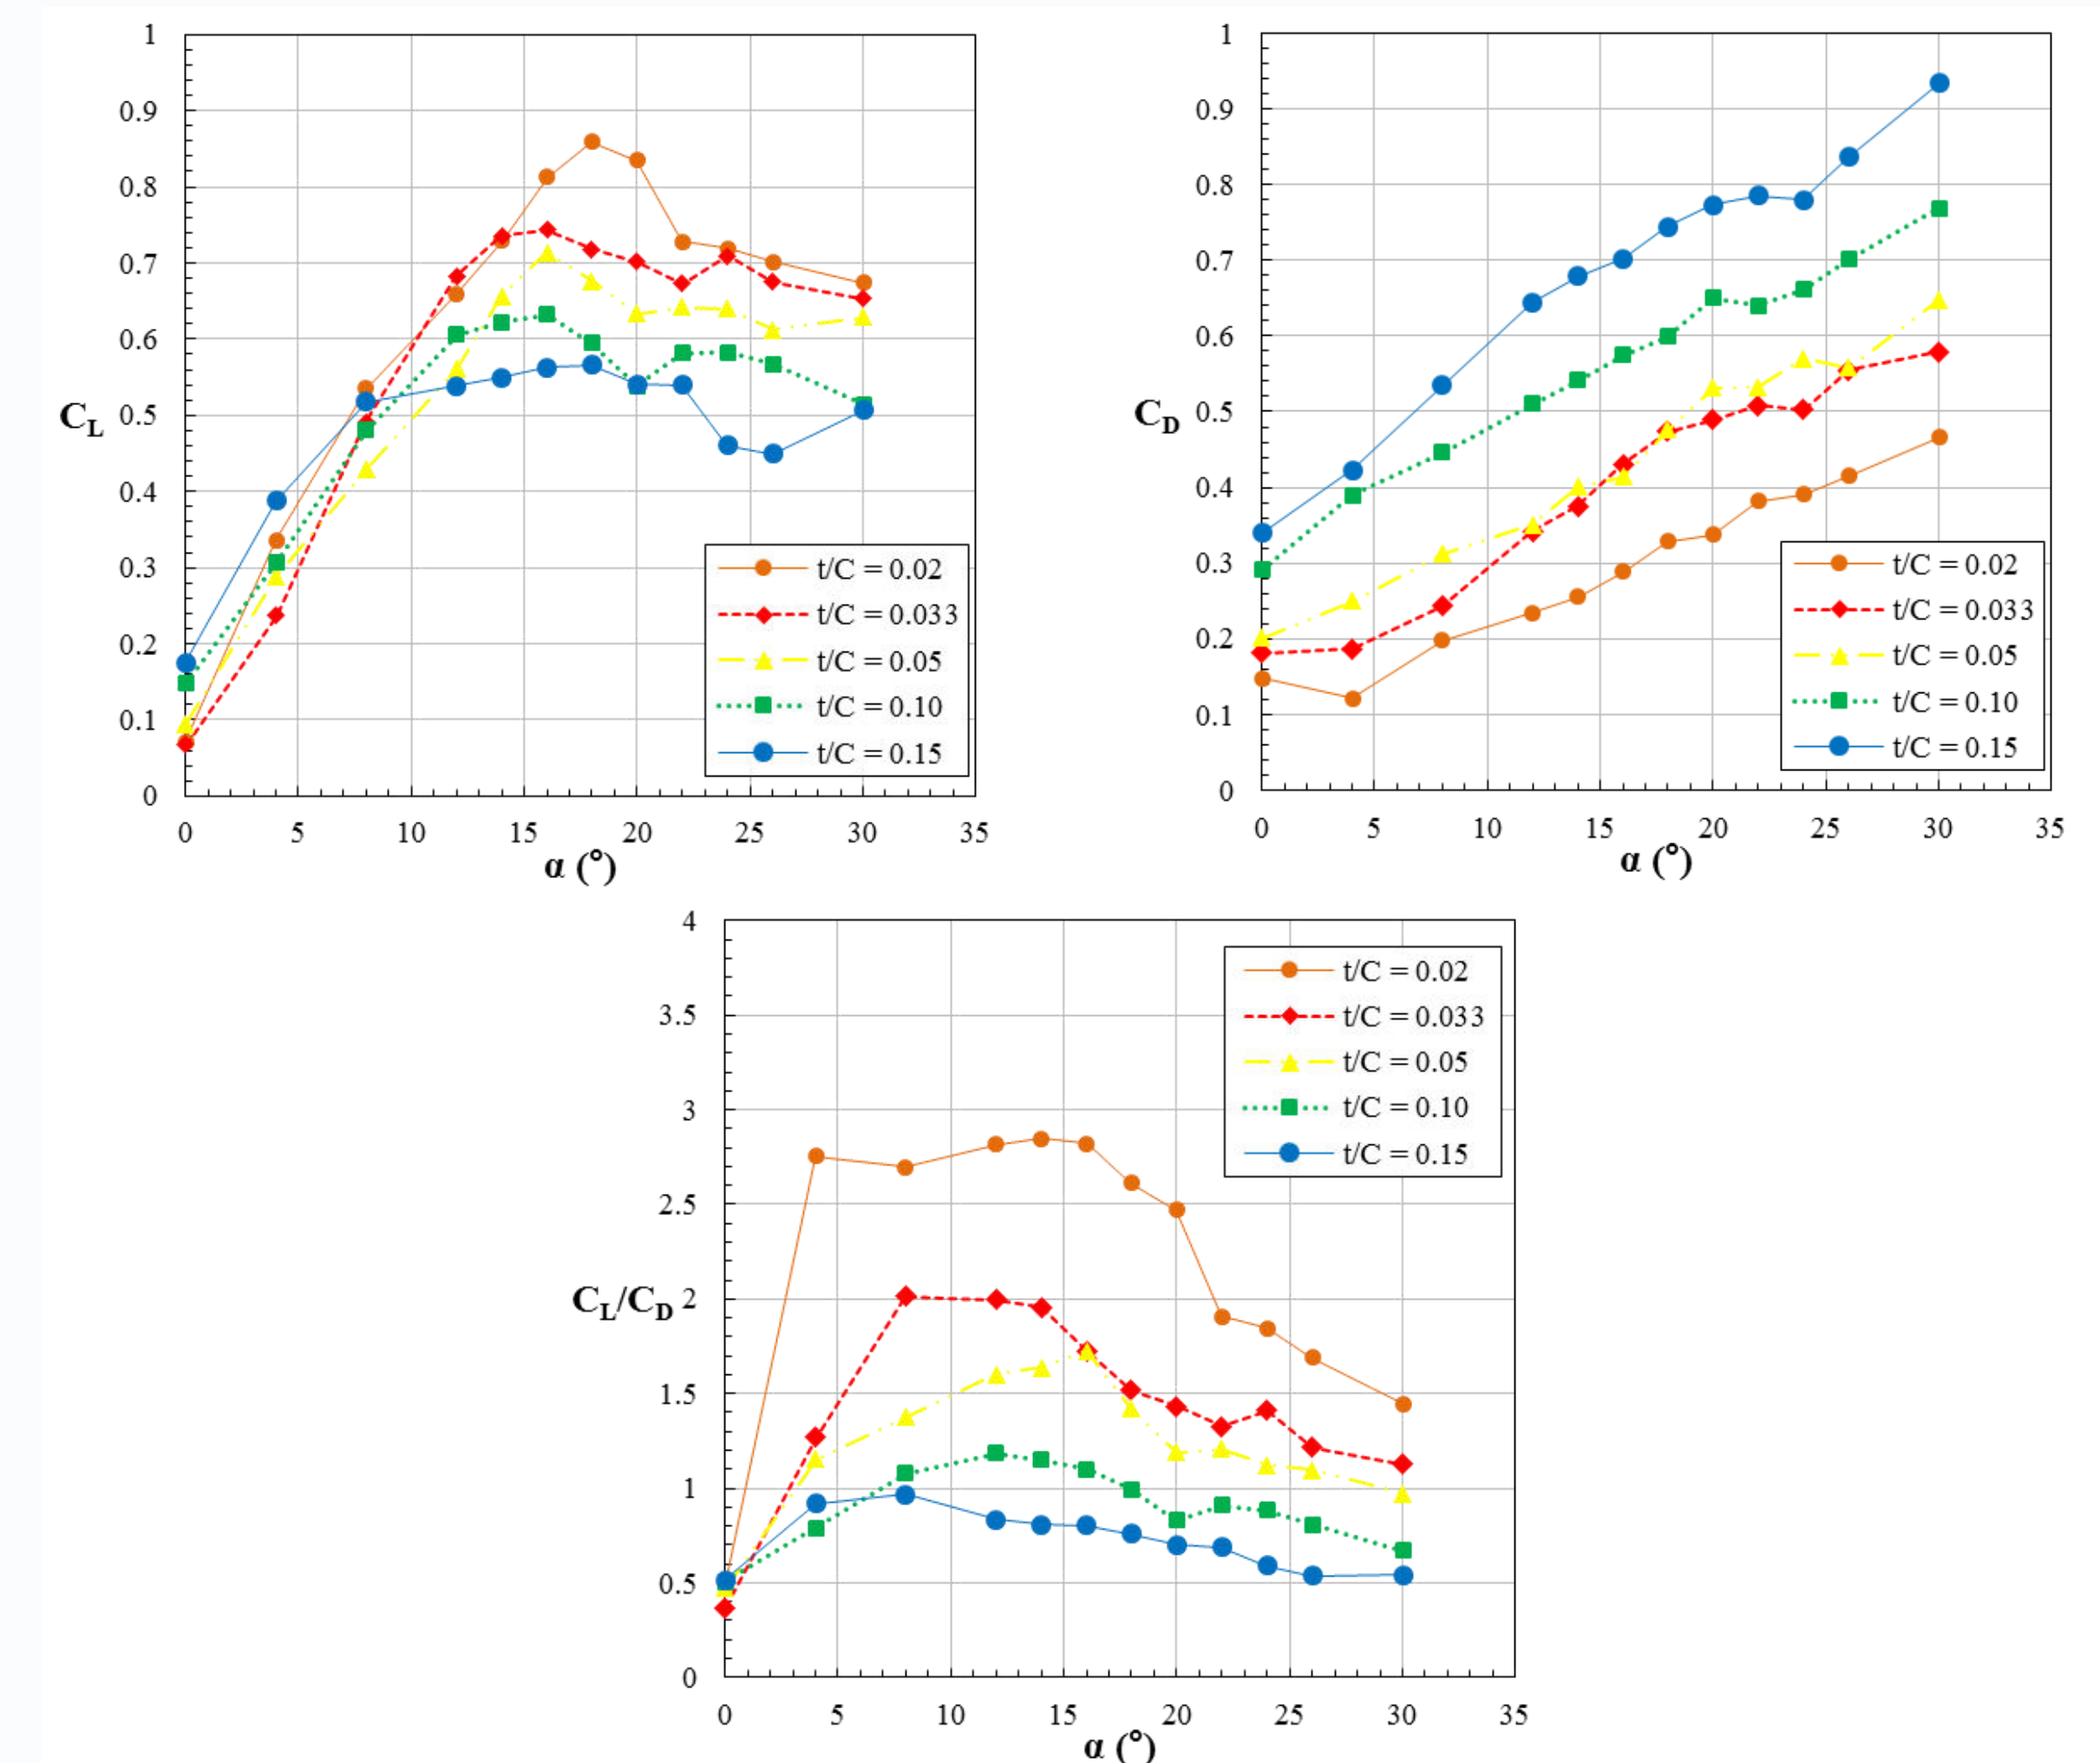 1
0.9
0.8
0.7
0.6
0.5
0.4
0.3
0.2
0.1
0
C_L
0 5 10 15 20 25 30 35
α (°)
t/C = 0.02
t/C = 0.033
t/C = 0.05
t/C = 0.10
t/C = 0.15
1
0.9
0.8
0.7
0.6
0.5
0.4
0.3
0.2
0.1
0
C_D
0 5 10 15 20 25 30 35
α (°)
t/C = 0.02
t/C = 0.033
t/C = 0.05
t/C = 0.10
t/C = 0.15
4
3.5
3
2.5
C_L/C_D 2
1.5
1
0.5
0
0 5 10 15 20 25 30 35
α (°)
t/C = 0.02
t/C = 0.033
t/C = 0.05
t/C = 0.10
t/C = 0.15